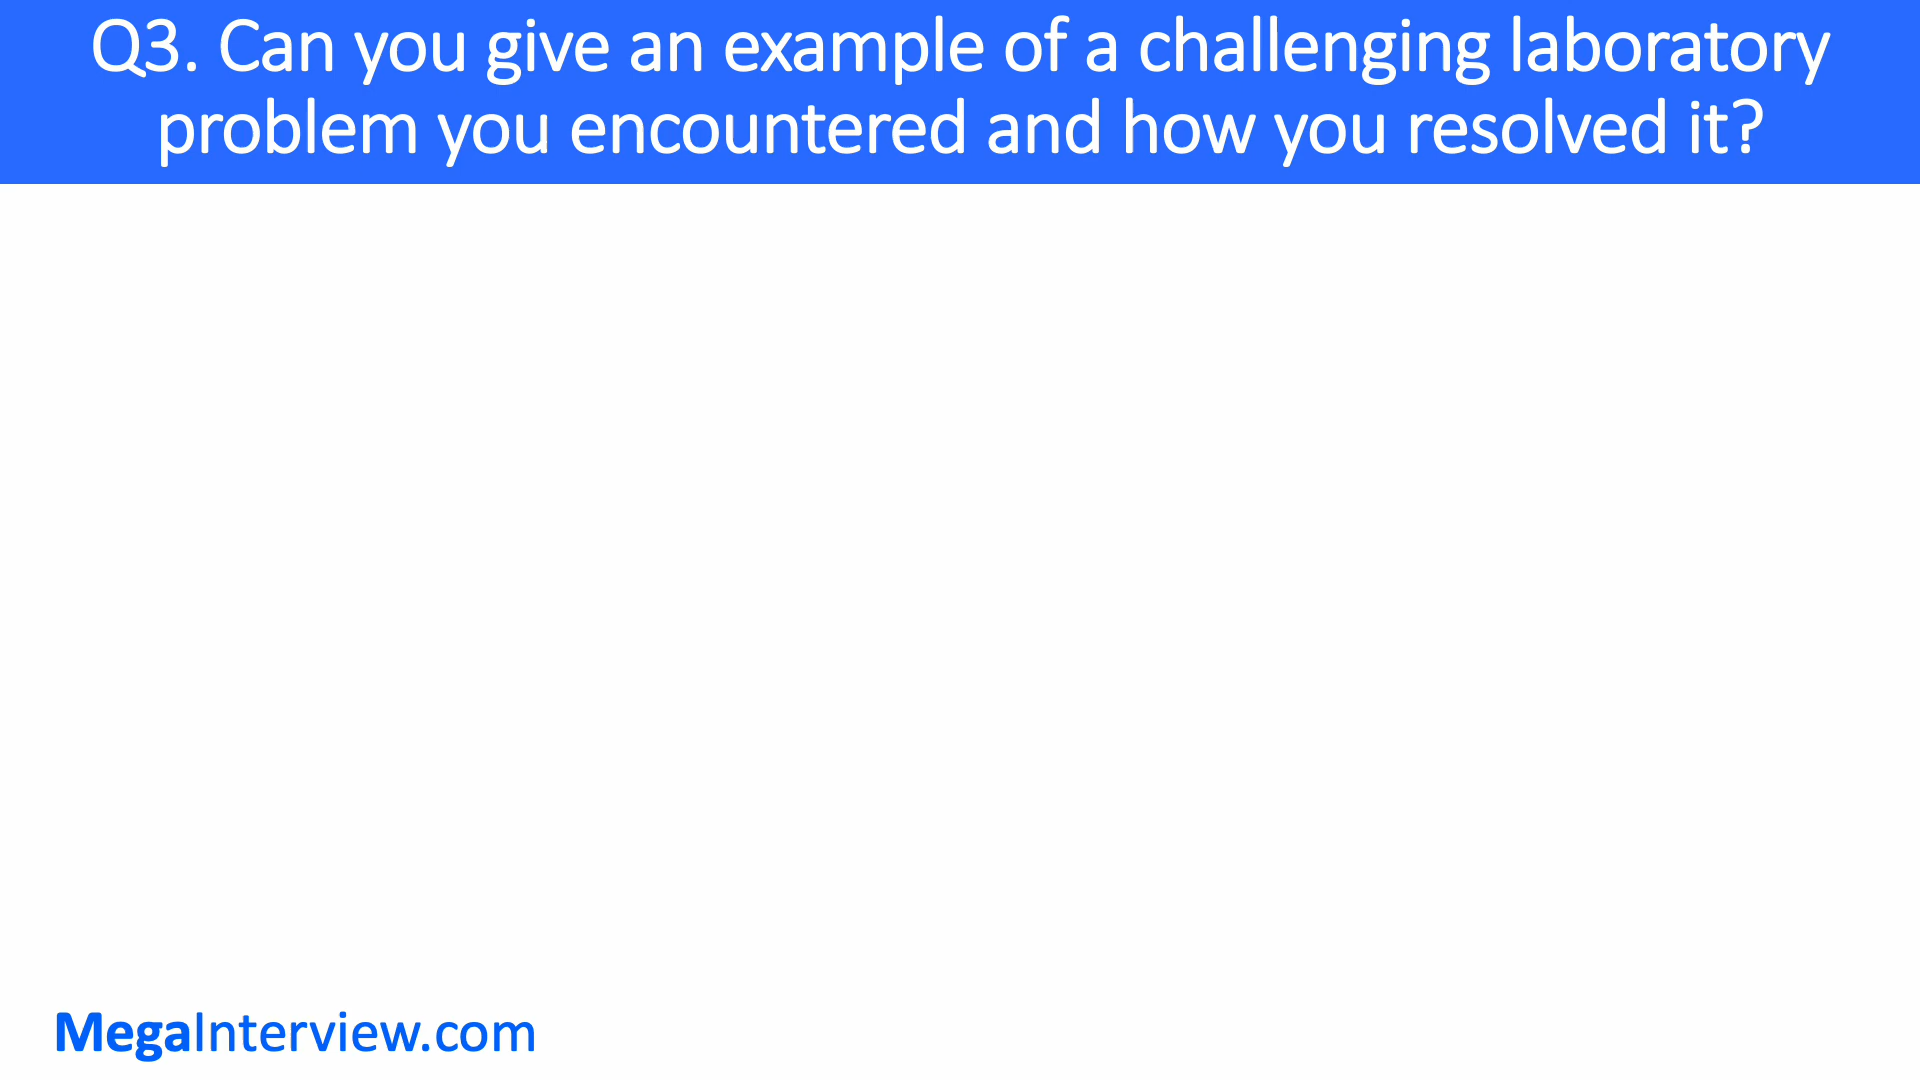 Q3. Can you give an example of a challenging laboratory
problem you encountered and how you resolved it?
MegaInterview.com